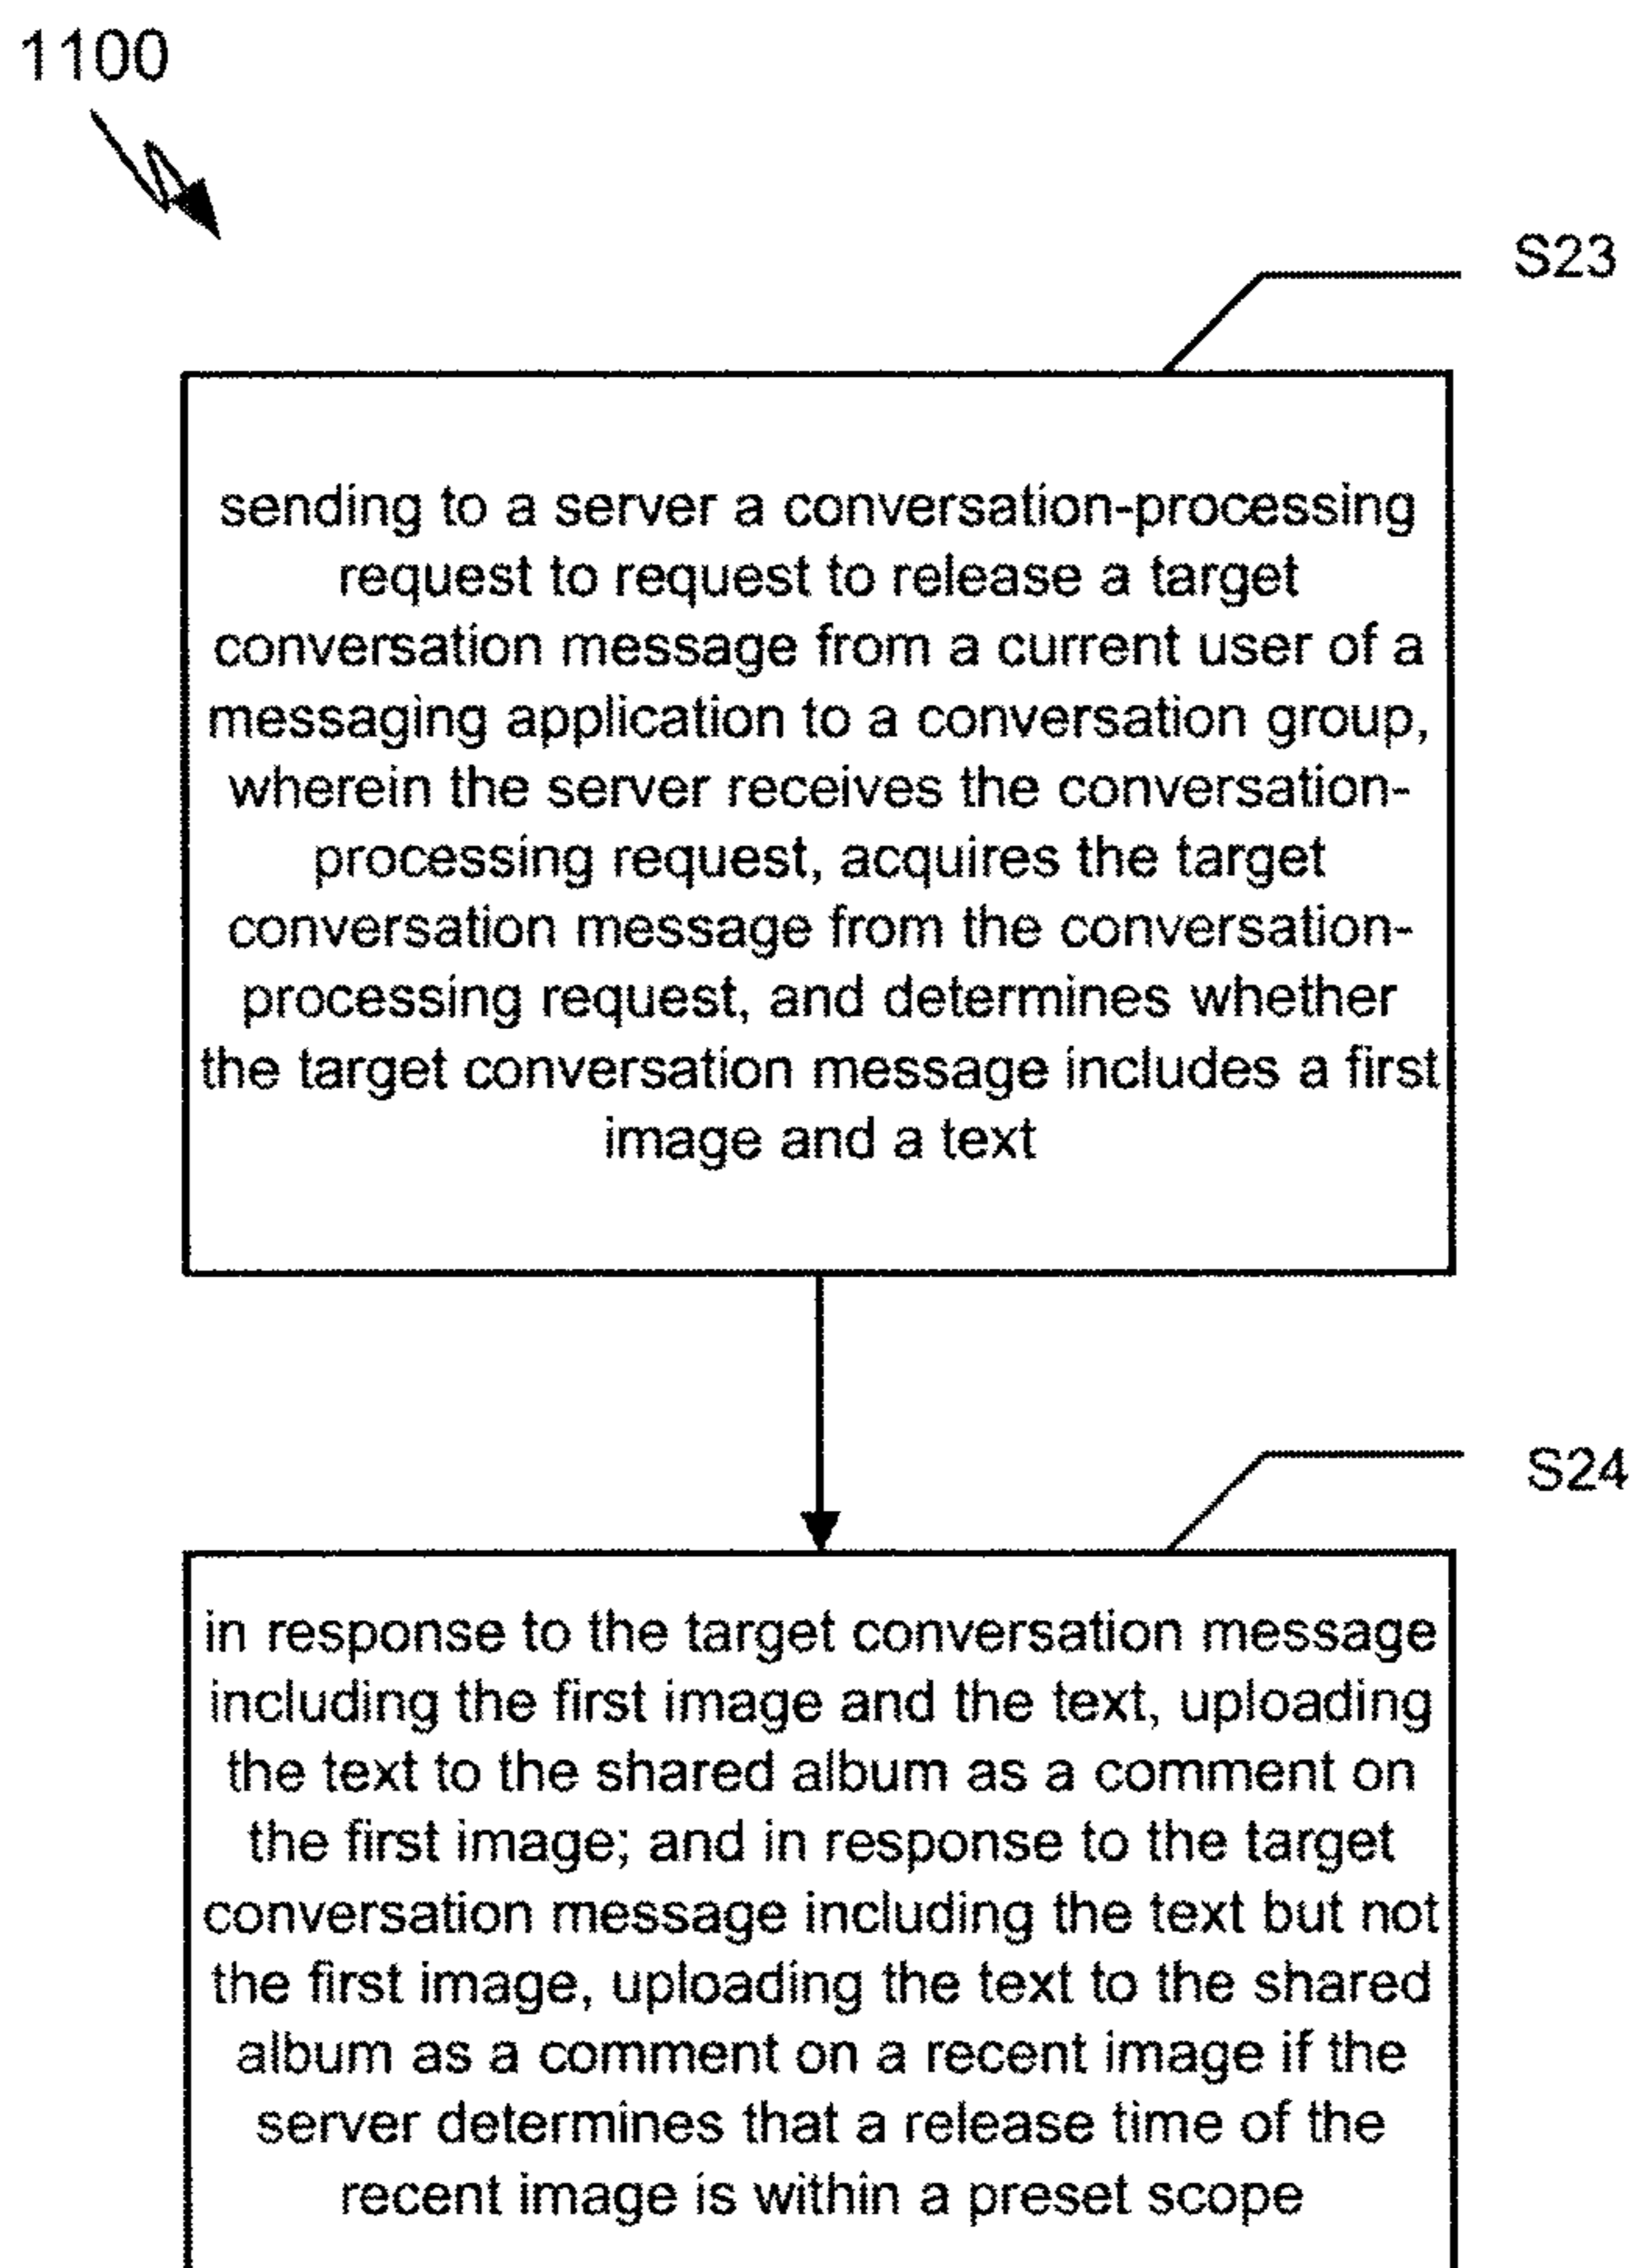 1100
S23
sending to a server a conversation-processing
request to request to release a target
conversation message from a current user of a
messaging application to a conversation group,
wherein the server receives the conversation-
processing request, acquires the target
conversation message from the conversation-
processing request, and determines whether
the target conversation message includes a first
image and a text
S24
in response to the target conversation message
including the first image and the text, uploading
the text to the shared album as a comment on
the first image; and in response to the target
conversation message including the text but not
the first image, uploading the text to the shared
album as a comment on a recent image if the
server determines that a release time of the
recent image is within a preset scope